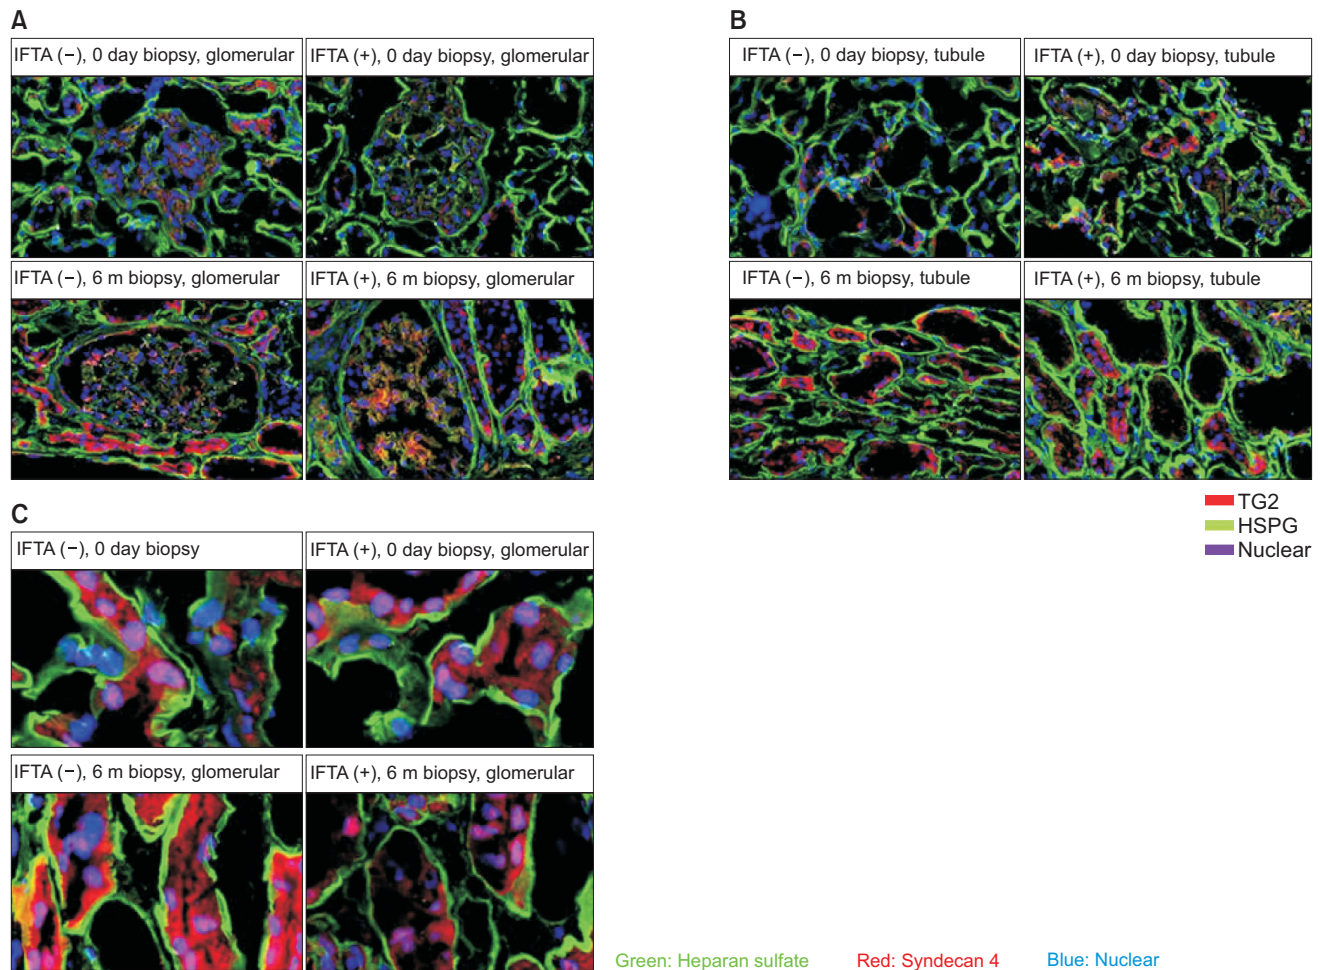 A
IFTA (−), 0 day biopsy, glomerular
IFTA (+), 0 day biopsy, glomerular
IFTA (−), 6 m biopsy, glomerular
IFTA (+), 6 m biopsy, glomerular
B
IFTA (−), 0 day biopsy, tubule
IFTA (+), 0 day biopsy, tubule
IFTA (−), 6 m biopsy, tubule
IFTA (+), 6 m biopsy, tubule
TG2
HSPG
Nuclear
C
IFTA (−), 0 day biopsy
IFTA (+), 0 day biopsy, glomerular
IFTA (−), 6 m biopsy, glomerular
IFTA (+), 6 m biopsy, glomerular
Green: Heparan sulfate Red: Syndecan 4 Blue: Nuclear